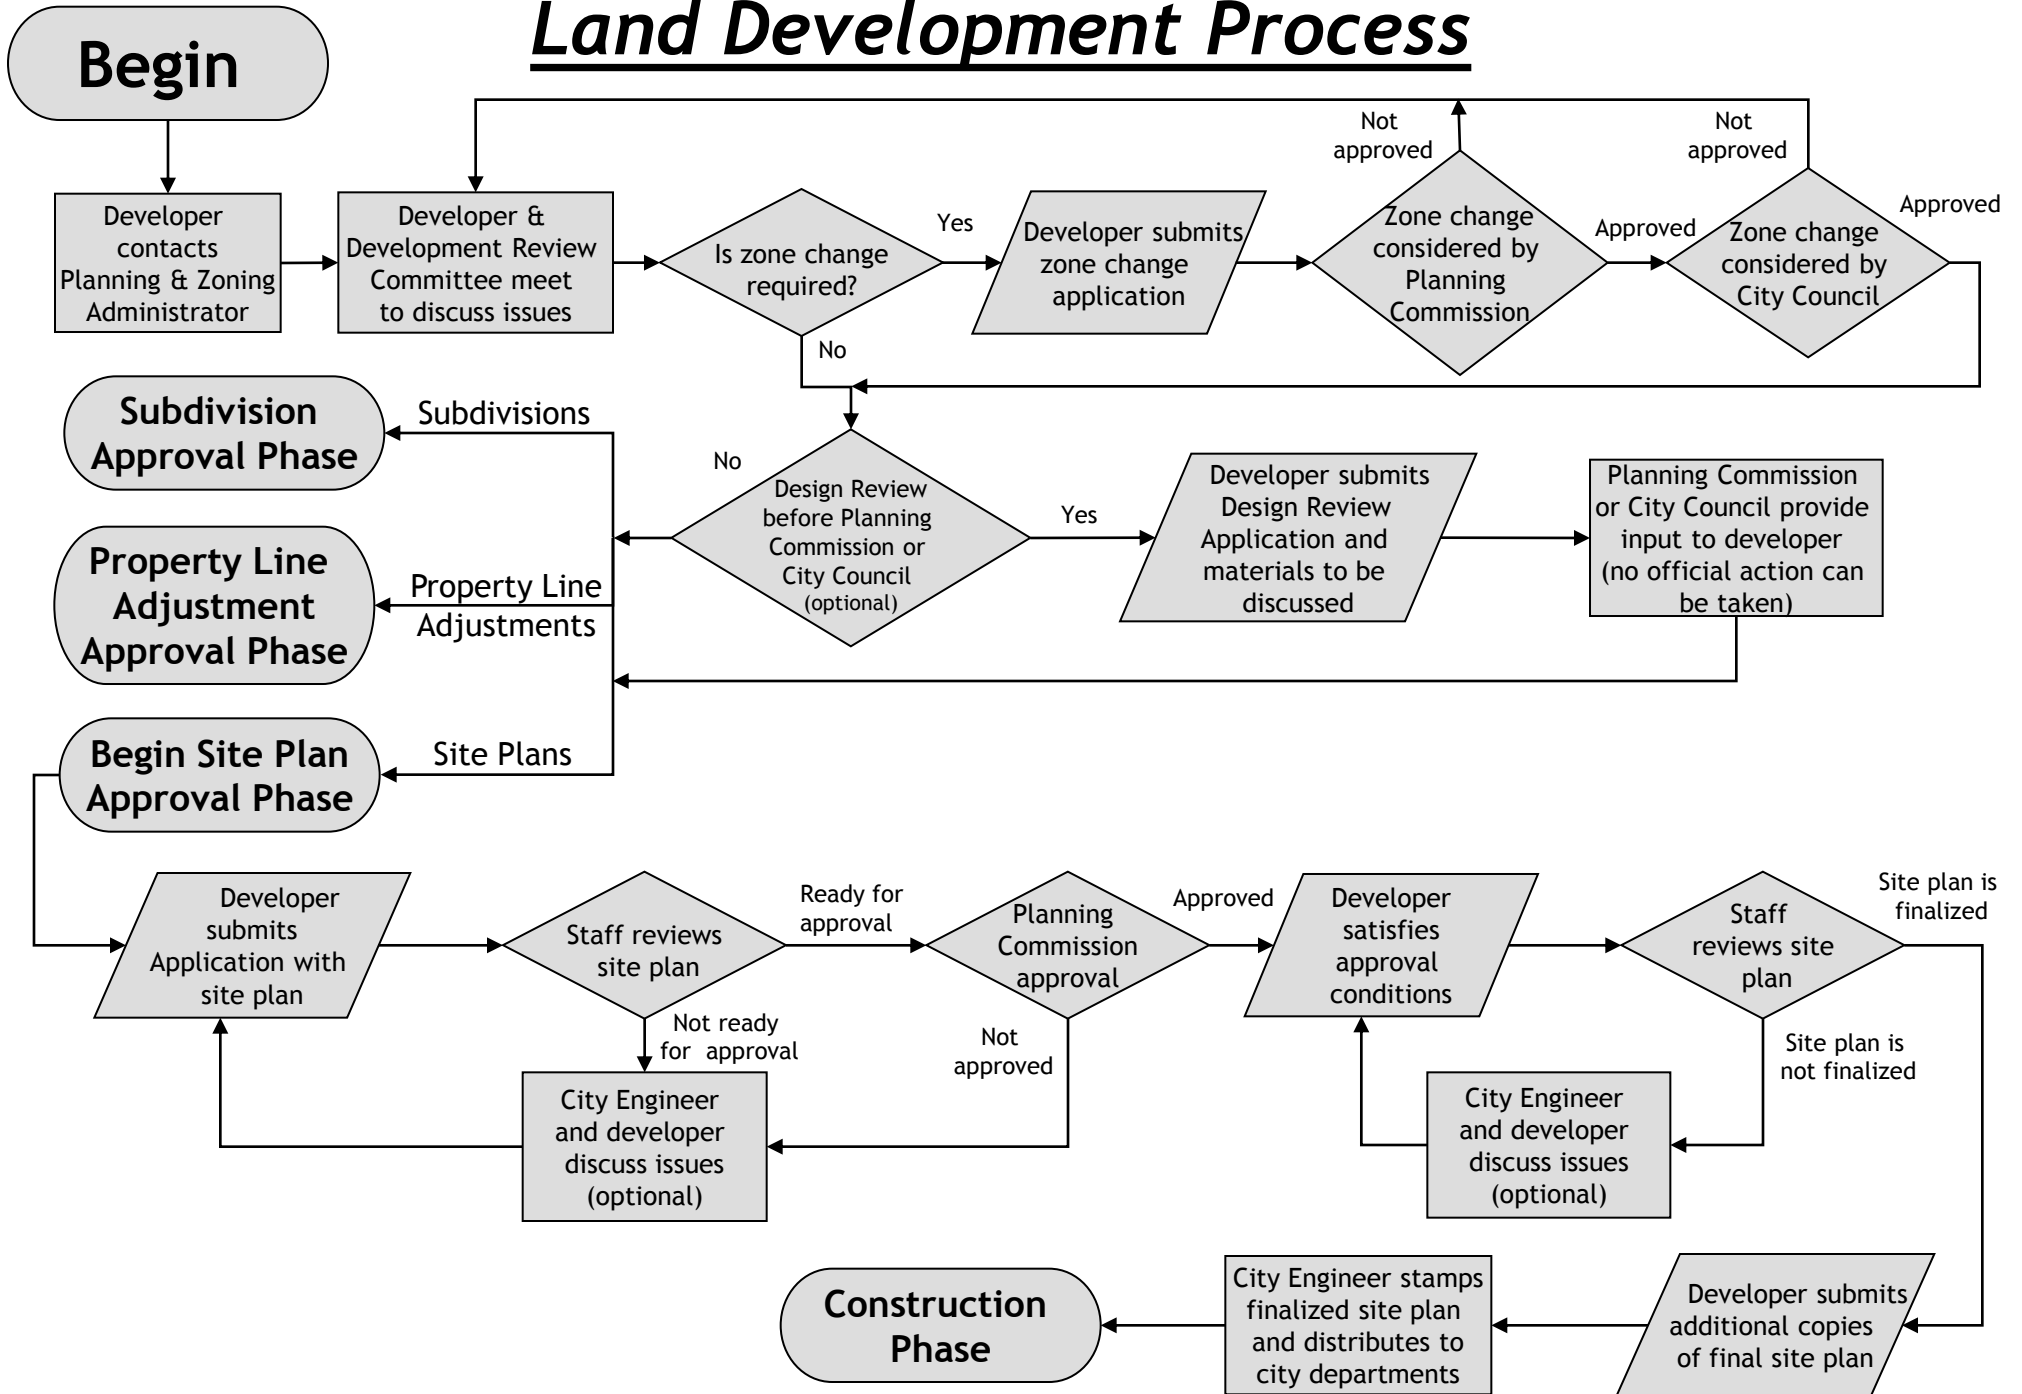 Land Development Process
Begin
Not
approved
Not
approved
Developer
contacts
Planning & Zoning
Administrator
Developer &
Development Review
Committee meet
to discuss issues
Is zone change
required?
Yes
No
Developer submits
zone change
application
Zone change
considered by
Planning
Commission
Approved
Zone change
considered by
City Council
Approved
Subdivision
Approval Phase
Subdivisions
Property Line
Adjustment
Approval Phase
Property Line
Adjustments
Begin Site Plan
Approval Phase
Site Plans
No
Design Review
before Planning
Commission or
City Council
(optional)
Yes
Developer submits
Design Review
Application and
materials to be
discussed
Planning Commission
or City Council provide
input to developer
(no official action can
be taken)
Developer
submits
Application with
site plan
Staff reviews
site plan
Ready for
approval
Not ready
for approval
Planning
Commission
approval
Approved
Not
approved
Developer
satisfies
approval
conditions
Staff
reviews site
plan
Site plan is
finalized
Site plan is
not finalized
City Engineer
and developer
discuss issues
(optional)
City Engineer
and developer
discuss issues
(optional)
Construction
Phase
City Engineer stamps
finalized site plan
and distributes to
city departments
Developer submits
additional copies
of final site plan